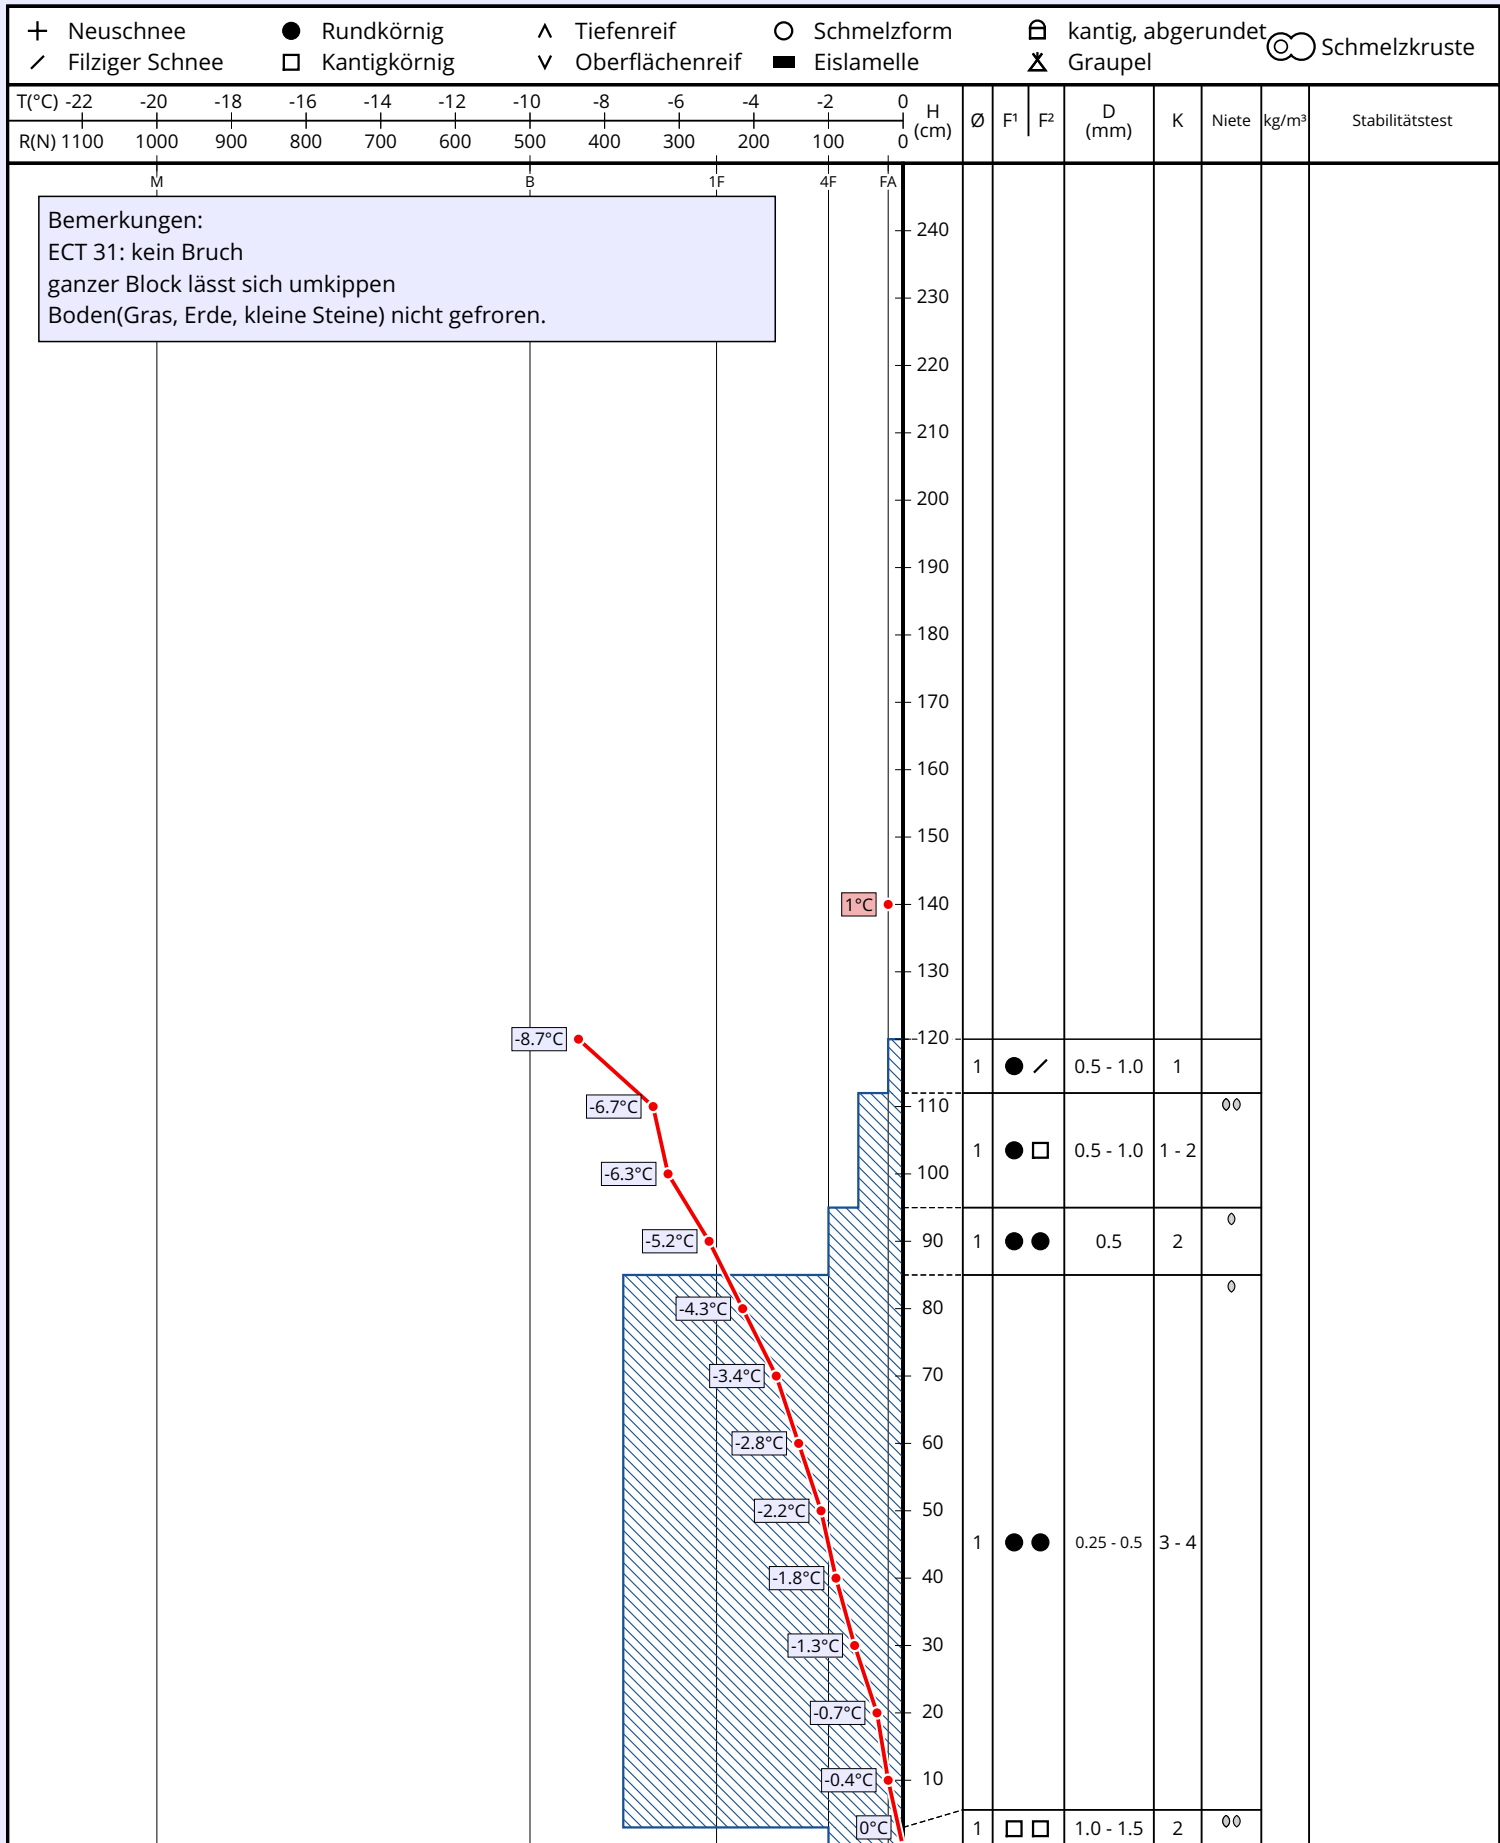 Neuschnee Rundkörnig Tiefenreif Schmelzform kantig, abgerundet Schmelzkruste
Filziger Schnee Kantigkörnig Oberflächenreif Eislamelle Graupel
T(°C) -22 -20 -18 -16 -14 -12 -10 -8 -6 -4 -2 0
R(N) 1100 1000 900 800 700 600 500 400 300 200 100 0
H (cm) Ø F¹ F² D (mm) K Niete kg/m³ Stabilitätstest
M B 1F 4F FA
Bemerkungen:
ECT 31: kein Bruch
ganzer Block lässt sich umkippen
Boden(Gras, Erde, kleine Steine) nicht gefroren.
240
230
220
210
200
190
180
170
160
150
1°C 140
130
-8.7°C 120
1 0.5 - 1.0 1
-6.7°C 110
1 0.5 - 1.0 1 - 2
-6.3°C 100
-5.2°C 90 1 0.5 2
-4.3°C 80
-3.4°C 70
-2.8°C 60
-2.2°C 50
1 0.25 - 0.5 3 - 4
-1.8°C 40
-1.3°C 30
-0.7°C 20
-0.4°C 10
0°C 1 1.0 - 1.5 2